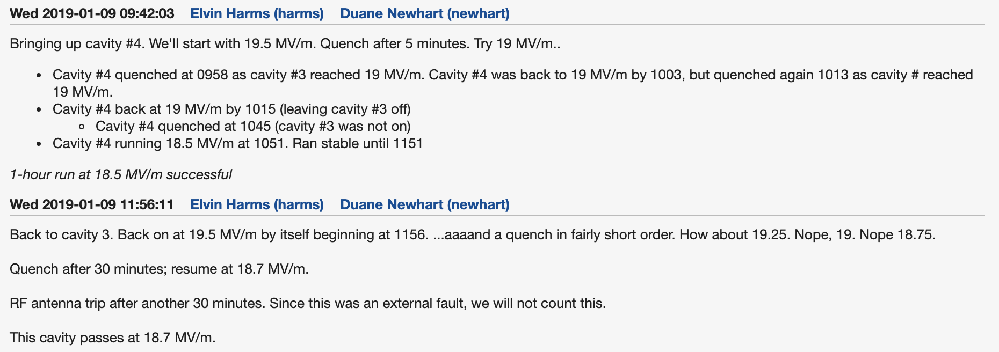 Wed 2019-01-09 09:42:03 Elvin Harms (harms) Duane Newhart (newhart)
Bringing up cavity #4. We'll start with 19.5 MV/m. Quench after 5 minutes. Try 19 MV/m..
• Cavity #4 quenched at 0958 as cavity #3 reached 19 MV/m. Cavity #4 was back to 19 MV/m by 1003, but quenched again 1013 as cavity # reached
19 MV/m.
• Cavity #4 back at 19 MV/m by 1015 (leaving cavity #3 off)
◦ Cavity #4 quenched at 1045 (cavity #3 was not on)
• Cavity #4 running 18.5 MV/m at 1051. Ran stable until 1151
1-hour run at 18.5 MV/m successful
Wed 2019-01-09 11:56:11 Elvin Harms (harms) Duane Newhart (newhart)
Back to cavity 3. Back on at 19.5 MV/m by itself beginning at 1156. ...aaaand a quench in fairly short order. How about 19.25. Nope, 19. Nope 18.75.
Quench after 30 minutes; resume at 18.7 MV/m.
RF antenna trip after another 30 minutes. Since this was an external fault, we will not count this.
This cavity passes at 18.7 MV/m.